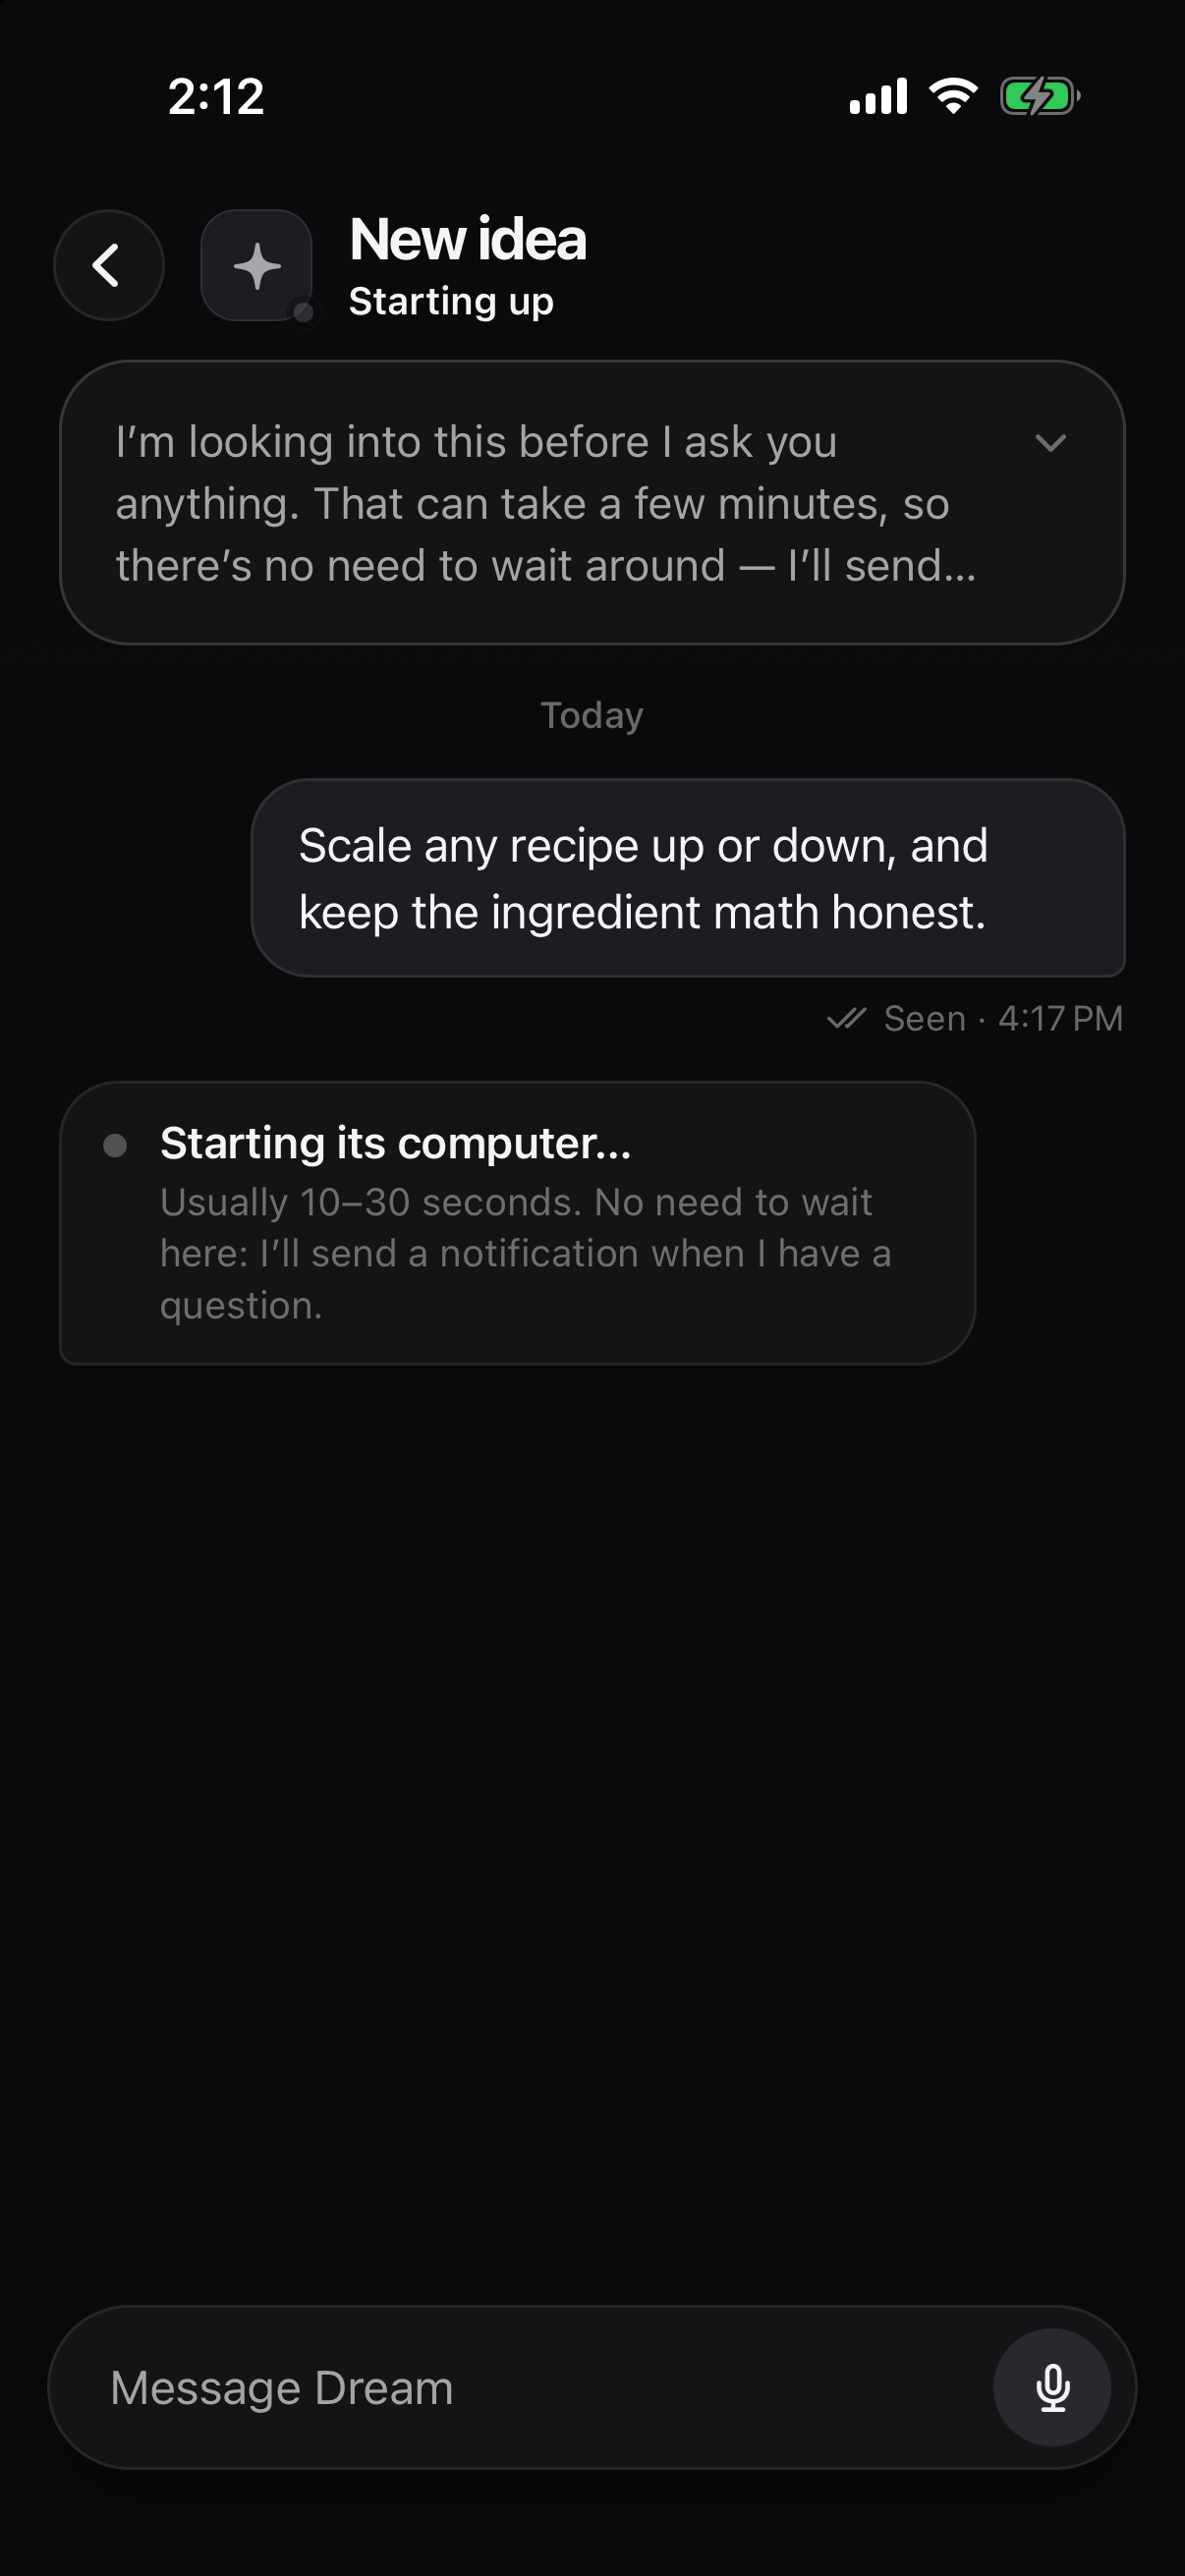 2:12
New idea
Starting up
I’m looking into this before I ask you
anything. That can take a few minutes, so
there’s no need to wait around — I’ll send...
Today
Scale any recipe up or down, and
keep the ingredient math honest.
Seen · 4:17 PM
Starting its computer...
Usually 10–30 seconds. No need to wait
here: I’ll send a notification when I have a
question.
Message Dream